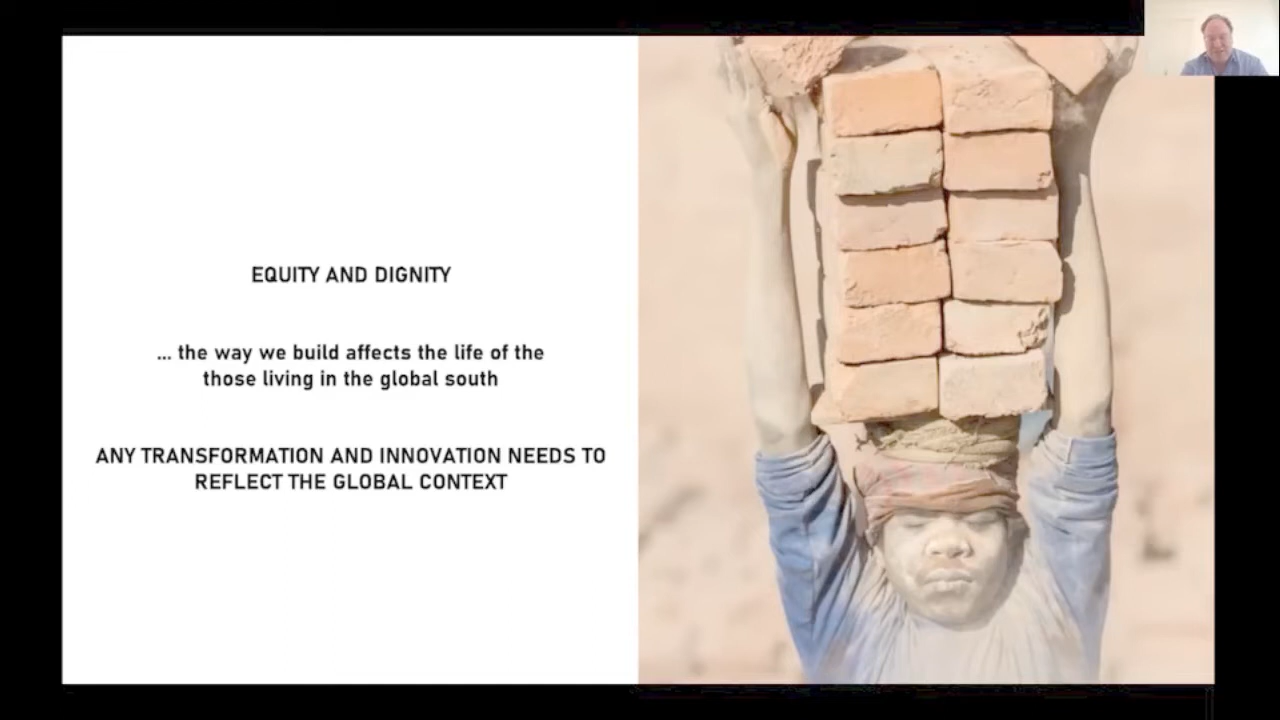 EQUITY AND DIGNITY
... the way we build affects the life of the
those living in the global south
ANY TRANSFORMATION AND INNOVATION NEEDS TO
REFLECT THE GLOBAL CONTEXT